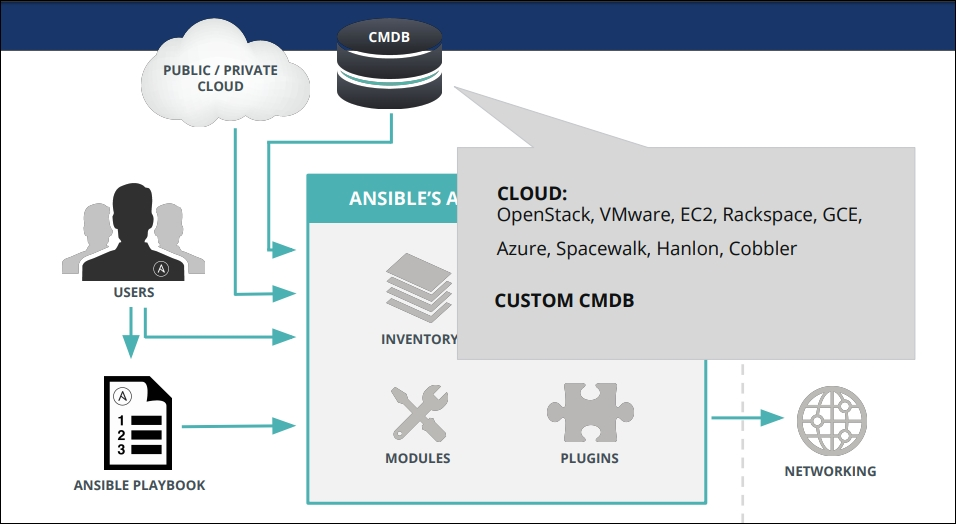 CMDB
PUBLIC / PRIVATE
CLOUD
ANSIBLE'S A
CLOUD:
OpenStack, VMware, EC2, Rackspace, GCE,
Azure, Spacewalk, Hanlon, Cobbler
CUSTOM CMDB
USERS
A
INVENTORY
A
1
2
3
MODULES
PLUGINS
NETWORKING
ANSIBLE PLAYBOOK